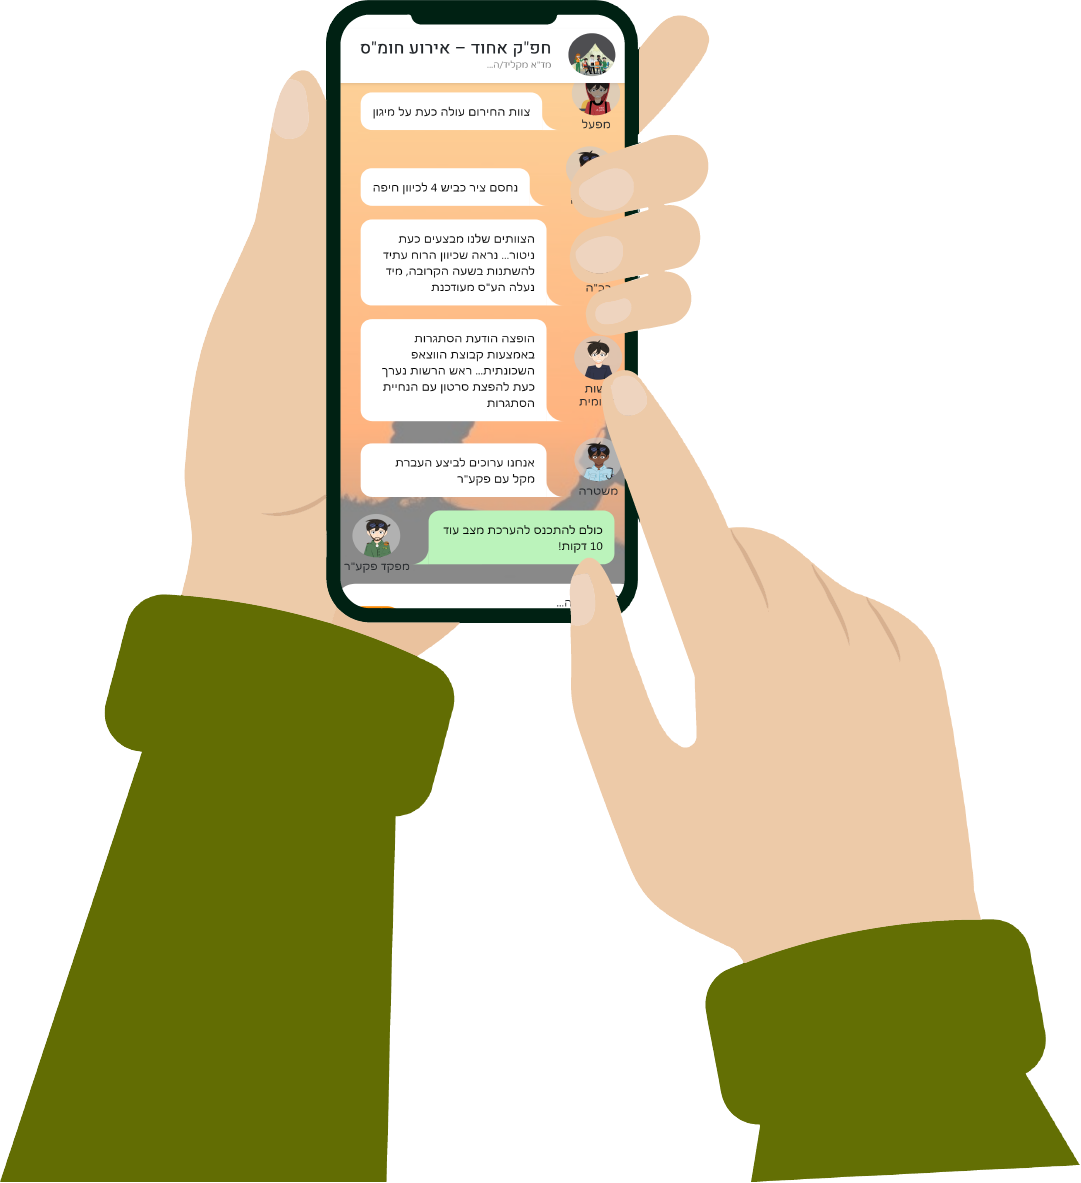 חפ"ק אחוד – אירוע חומ"ס
מד"א מקליד/ה...
מפעל
צוות החירום עולה כעת על מיגון
נחסם ציר כביש 4 לכיוון חיפה
הצוותים שלנו מבצעים כעת
ניטור... נראה שכיוון הרוח עתיד
להשתנות בשעה הקרובה, מיד
נעלה הע"ס מעודכנת
הופצה הודעת הסתגרות
באמצעות קבוצת הווצאפ
השכונתית... ראש הרשות נערך
כעת להפצת סרטון עם הנחיית
הסתגרות
אנחנו ערוכים לביצע העברת
מקל עם פקע"ר
משטרה
כולם להתכנס להערכת מצב עוד
10 דקות!
מפקד פקע"ר